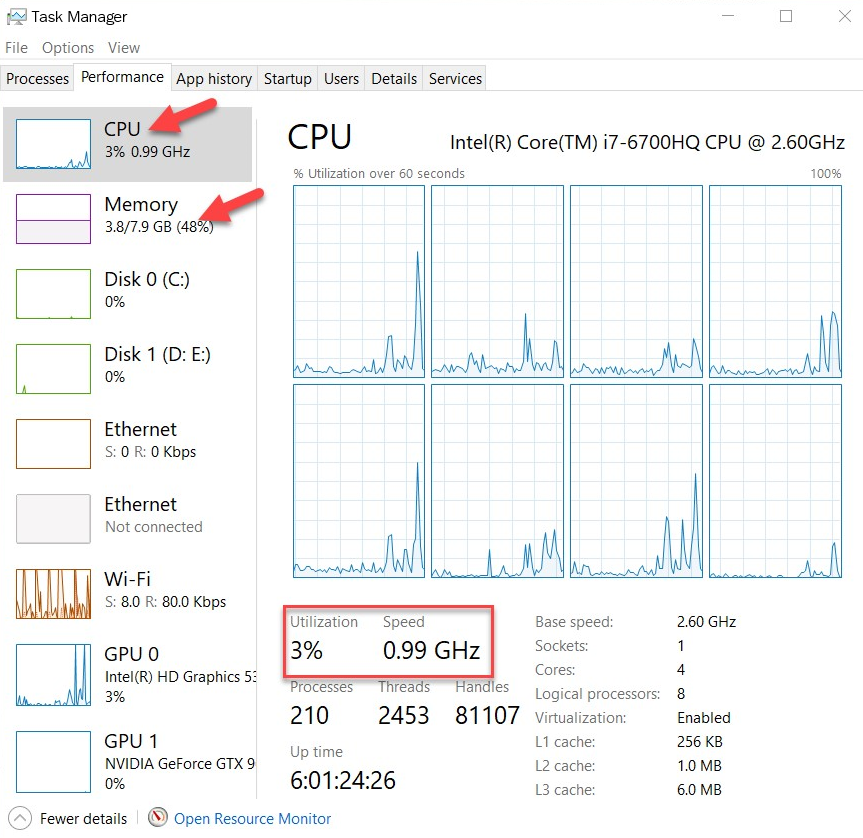 Task Manager
File Options View
Processes Performance App history Startup Users Details Services
CPU
3% 0.99 GHz
Memory
3.8/7.9 GB (48%)
Disk 0 (C:)
0%
Disk 1 (D: E:)
0%
Ethernet
S: 0 R: 0 Kbps
Ethernet
Not connected
Wi-Fi
S: 8.0 R: 80.0 Kbps
GPU 0
Intel(R) HD Graphics 53
3%
GPU 1
NVIDIA GeForce GTX 9
0%
CPU
Intel(R) Core(TM) i7-6700HQ CPU @ 2.60GHz
% Utilization over 60 seconds 100%
Utilization Speed
3% 0.99 GHz
Processes Threads Handles
210 2453 81107
Up time
6:01:24:26
Base speed: 2.60 GHz
Sockets: 1
Cores: 4
Logical processors: 8
Virtualization: Enabled
L1 cache: 256 KB
L2 cache: 1.0 MB
L3 cache: 6.0 MB
Fewer details Open Resource Monitor